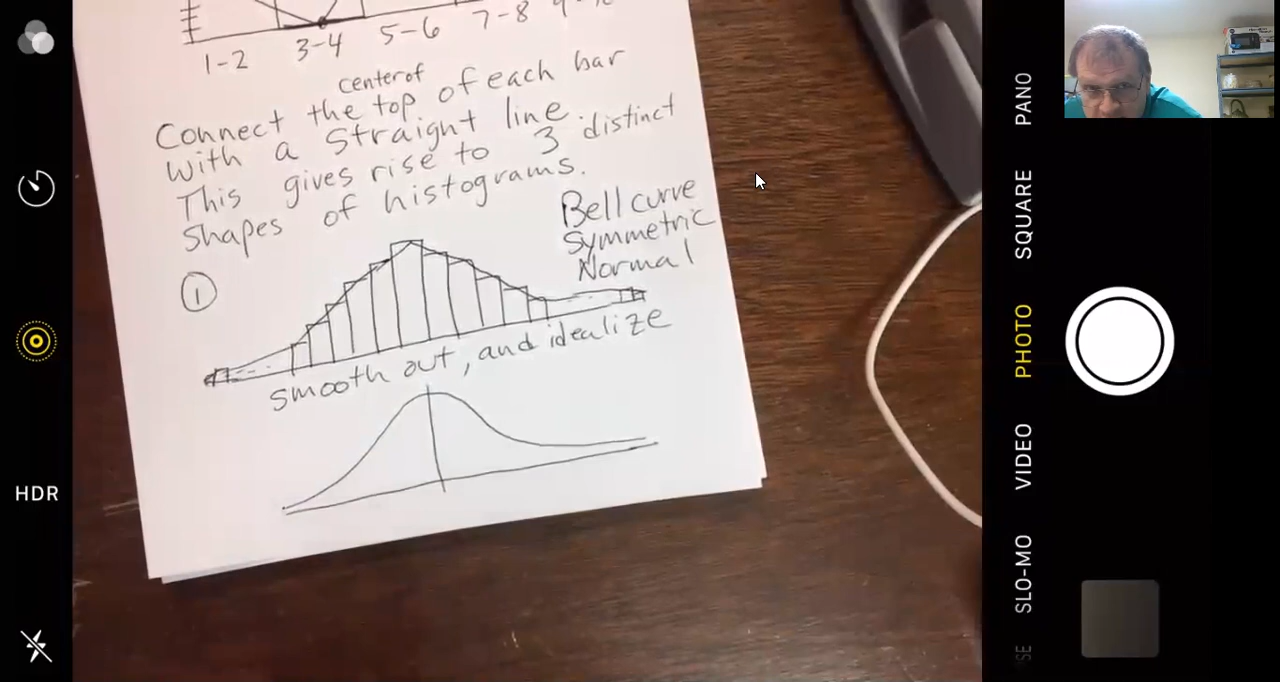 1-2 3-4 5-6 7-8
center of
Connect the top of each bar
with a straight line.
This gives rise to 3 distinct
shapes of histograms.
Bell curve
Symmetric
Normal
1
smooth out, and idealize
HDR
PANO
SQUARE
PHOTO
VIDEO
SLO-MO
SE